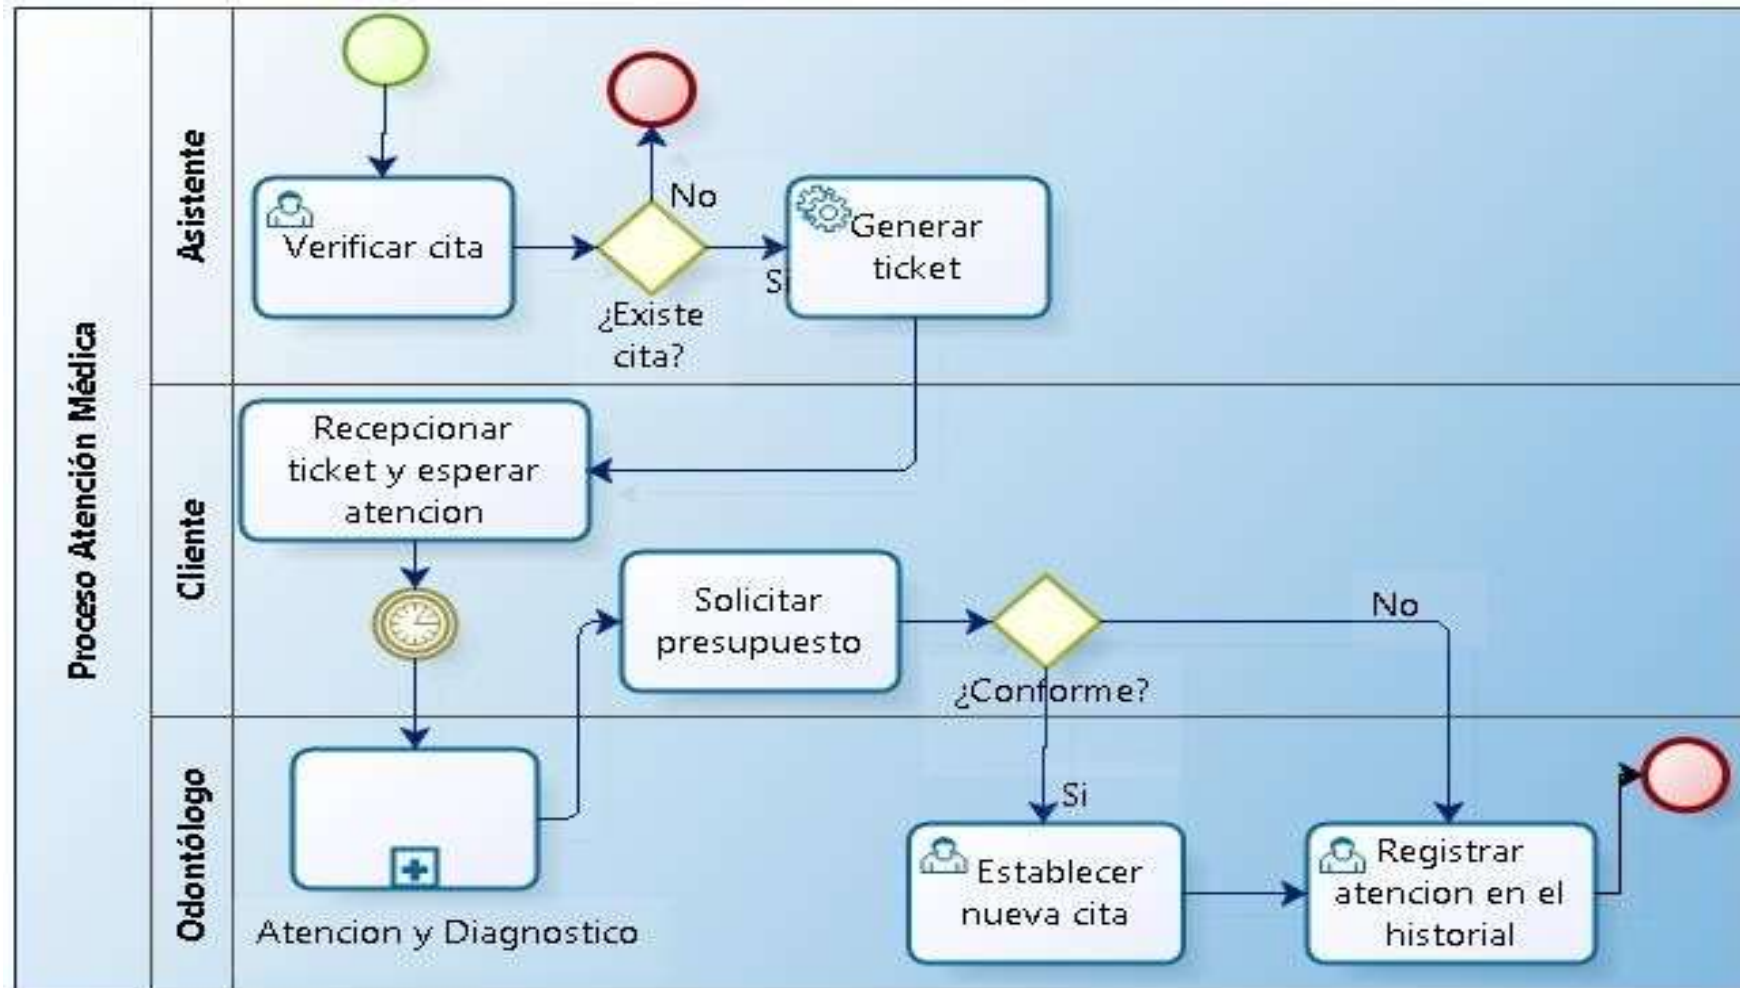 Proceso Atención Médica
Asistente
Verificar cita
No
¿Existe
cita?
Si
Generar
ticket
Cliente
Recepcionar
ticket y esperar
atencion
Solicitar
presupuesto
¿Conforme?
No
Odontólogo
Atencion y Diagnostico
Si
Establecer
nueva cita
Registrar
atencion en el
historial